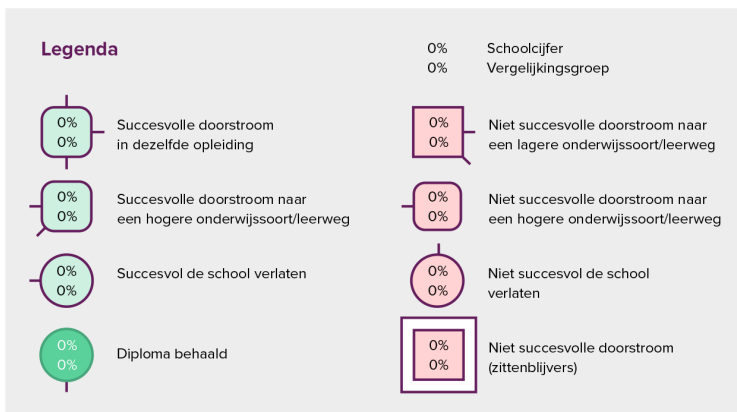 Legenda
0% Schoolcijfer
0% Vergelijkingsgroep
0%
0%
Succesvolle doorstroom
in dezelfde opleiding
0%
0%
Niet succesvolle doorstroom naar
een lagere onderwijssoort/leerweg
0%
0%
Succesvolle doorstroom naar
een hogere onderwijssoort/leerweg
0%
0%
Niet succesvolle doorstroom naar
een hogere onderwijssoort/leerweg
0%
0%
Succesvol de school verlaten
0%
0%
Niet succesvol de school
verlaten
0%
0%
Diploma behaald
0%
0%
Niet succesvolle doorstroom
(zittenblijvers)